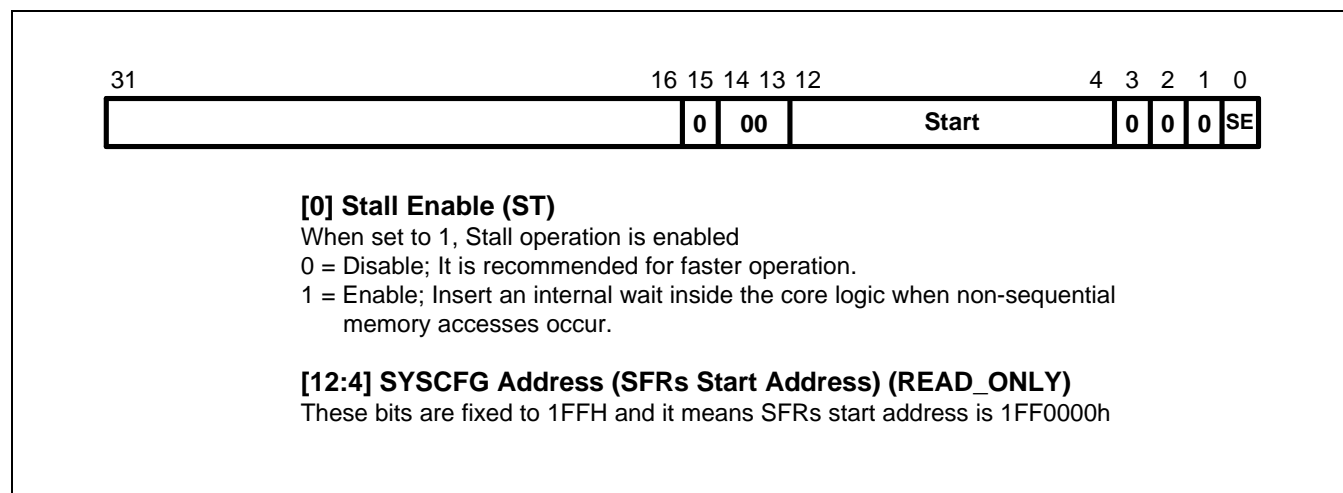 31 16 15 14 13 12 4 3 2 1 0
0 00 Start 0 0 0 SE
[0] Stall Enable (ST)
When set to 1, Stall operation is enabled
0 = Disable; It is recommended for faster operation.
1 = Enable; Insert an internal wait inside the core logic when non-sequential
memory accesses occur.
[12:4] SYSCFG Address (SFRs Start Address) (READ_ONLY)
These bits are fixed to 1FFH and it means SFRs start address is 1FF0000h